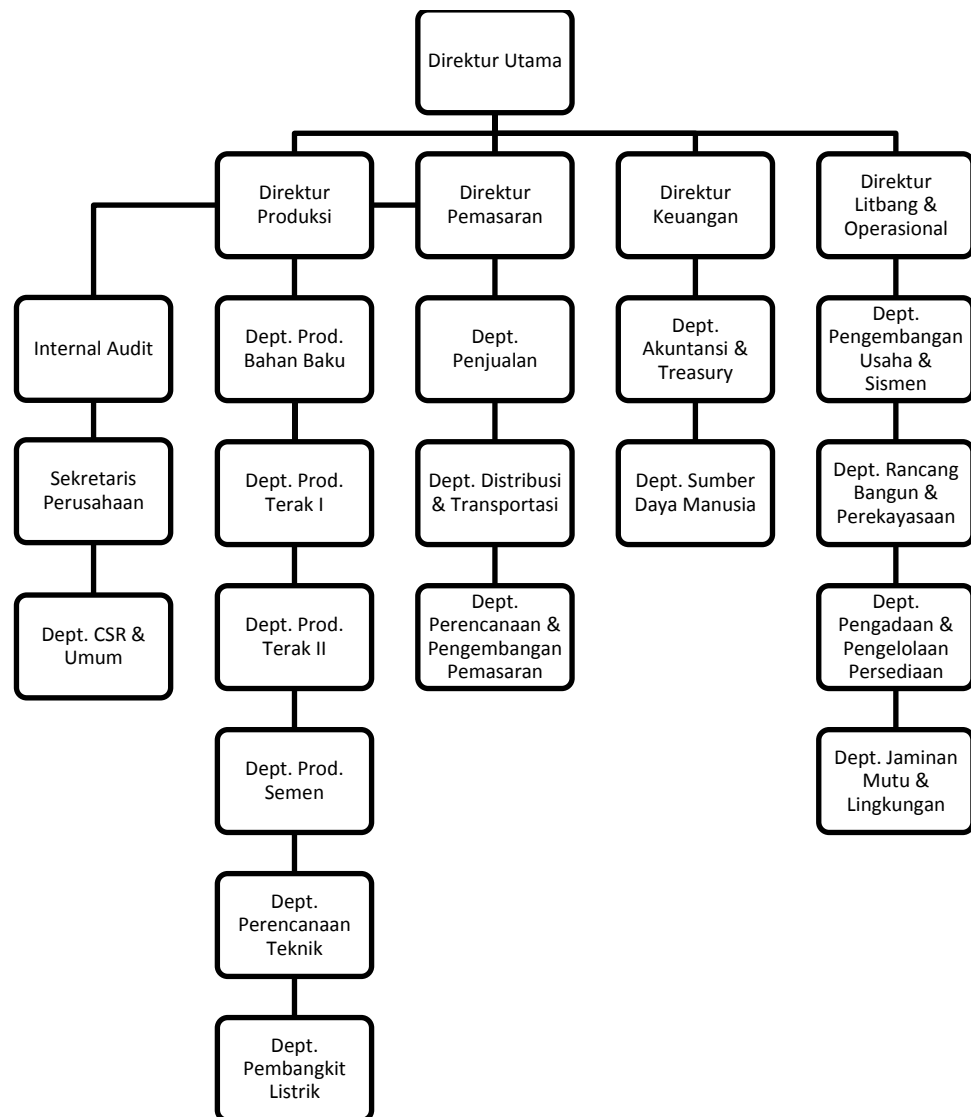 Direktur Utama
Direktur
Produksi
Direktur
Pemasaran
Direktur
Keuangan
Direktur
Litbang &
Operasional
Internal Audit
Dept. Prod.
Bahan Baku
Dept.
Penjualan
Dept.
Akuntansi &
Treasury
Dept.
Pengembangan
Usaha &
Sismen
Sekretaris
Perusahaan
Dept. Prod.
Terak I
Dept. Distribusi
& Transportasi
Dept. Sumber
Daya Manusia
Dept. Rancang
Bangun &
Perekayasaan
Dept. CSR &
Umum
Dept. Prod.
Terak II
Dept.
Perencanaan &
Pengembangan
Pemasaran
Dept.
Pengadaan &
Pengelolaan
Persediaan
Dept. Prod.
Semen
Dept. Jaminan
Mutu &
Lingkungan
Dept.
Perencanaan
Teknik
Dept.
Pembangkit
Listrik